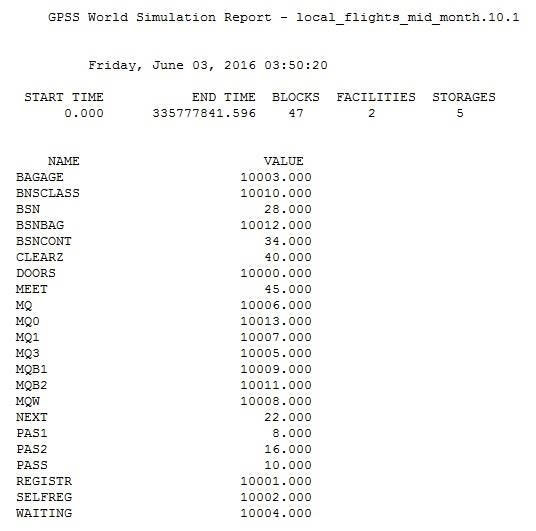 GPSS World Simulation Report - local_flights_mid_month.10.1
Friday, June 03, 2016 03:50:20
START TIME END TIME BLOCKS FACILITIES STORAGES
0.000 335777841.596 47 2 5
NAME VALUE
BAGAGE 10003.000
BNSCLASS 10010.000
BSN 28.000
BSNBAG 10012.000
BSNCONT 34.000
CLEARZ 40.000
DOORS 10000.000
MEET 45.000
MQ 10006.000
MQ0 10013.000
MQ1 10007.000
MQ3 10005.000
MQB1 10009.000
MQB2 10011.000
MQW 10008.000
NEXT 22.000
PAS1 8.000
PAS2 16.000
PASS 10.000
REGISTR 10001.000
SELFREG 10002.000
WAITING 10004.000